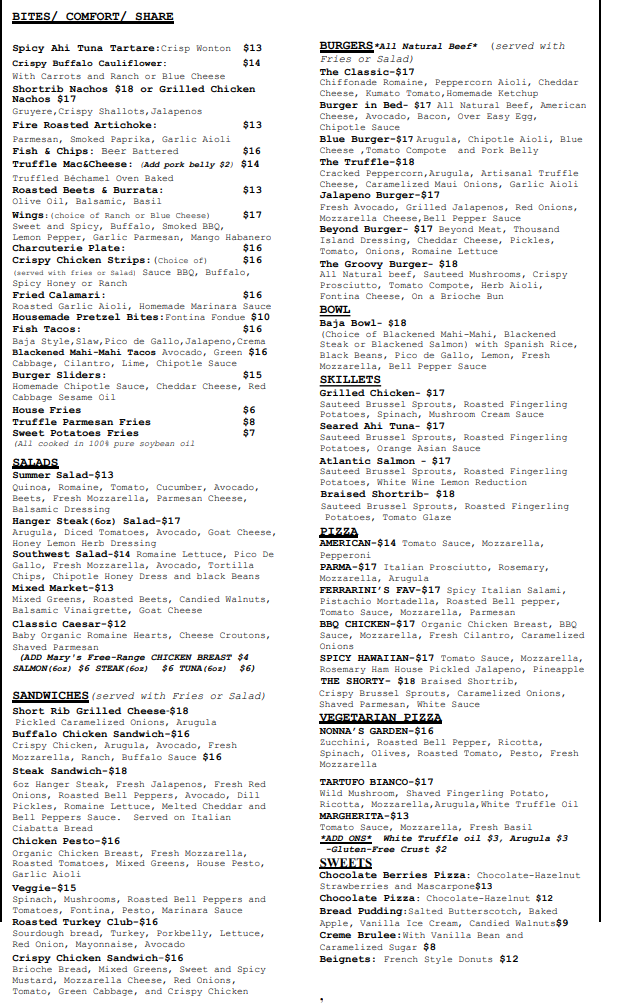 BITES/ COMFORT/ SHARE
Spicy Ahi Tuna Tartare:Crisp Wonton $13
Crispy Buffalo Cauliflower: $14
With Carrots and Ranch or Blue Cheese
Shortrib Nachos $18 or Grilled Chicken
Nachos $17
Gruyere,Crispy Shallots,Jalapenos
Fire Roasted Artichoke: $13
Parmesan, Smoked Paprika, Garlic Aioli
Fish & Chips: Beer Battered $16
Truffle Mac&Cheese: (Add pork belly $2) $14
Truffled Béchamel Oven Baked
Roasted Beets & Burrata: $13
Olive Oil, Balsamic, Basil
Wings:(choice of Ranch or Blue Cheese) $17
Sweet and Spicy, Buffalo, Smoked BBQ,
Lemon Pepper, Garlic Parmesan, Mango Habanero
Charcuterie Plate: $16
Crispy Chicken Strips:(Choice of) $16
(served with fries or Salad) Sauce BBQ, Buffalo,
Spicy Honey or Ranch
Fried Calamari: $16
Roasted Garlic Aioli, Homemade Marinara Sauce
Housemade Pretzel Bites:Fontina Fondue $10
Fish Tacos: $16
Baja Style,Slaw,Pico de Gallo,Jalapeno,Crema
Blackened Mahi-Mahi Tacos Avocado, Green $16
Cabbage, Cilantro, Lime, Chipotle Sauce
Burger Sliders: $15
Homemade Chipotle Sauce, Cheddar Cheese, Red
Cabbage Sesame Oil
House Fries $6
Truffle Parmesan Fries $8
Sweet Potatoes Fries $7
(All cooked in 100% pure soybean oil
SALADS
Summer Salad-$13
Quinoa, Romaine, Tomato, Cucumber, Avocado,
Beets, Fresh Mozzarella, Parmesan Cheese,
Balsamic Dressing
Hanger Steak(6oz) Salad-$17
Arugula, Diced Tomatoes, Avocado, Goat Cheese,
Honey Lemon Herb Dressing
Southwest Salad-$14 Romaine Lettuce, Pico De
Gallo, Fresh Mozzarella, Avocado, Tortilla
Chips, Chipotle Honey Dress and black Beans
Mixed Market-$13
Mixed Greens, Roasted Beets, Candied Walnuts,
Balsamic Vinaigrette, Goat Cheese
Classic Caesar-$12
Baby Organic Romaine Hearts, Cheese Croutons,
Shaved Parmesan
(ADD Mary's Free-Range CHICKEN BREAST $4
SALMON(6oz) $6 STEAK(6oz) $6 TUNA(6oz) $6)
SANDWICHES(served with Fries or Salad)
Short Rib Grilled Cheese-$18
Pickled Caramelized Onions, Arugula
Buffalo Chicken Sandwich-$16
Crispy Chicken, Arugula, Avocado, Fresh
Mozzarella, Ranch, Buffalo Sauce $16
Steak Sandwich-$18
6oz Hanger Steak, Fresh Jalapenos, Fresh Red
Onions, Roasted Bell Peppers, Avocado, Dill
Pickles, Romaine Lettuce, Melted Cheddar and
Bell Peppers Sauce. Served on Italian
Ciabatta Bread
Chicken Pesto-$16
Organic Chicken Breast, Fresh Mozzarella,
Roasted Tomatoes, Mixed Greens, House Pesto,
Garlic Aioli
Veggie-$15
Spinach, Mushrooms, Roasted Bell Peppers and
Tomatoes, Fontina, Pesto, Marinara Sauce
Roasted Turkey Club-$16
Sourdough bread, Turkey, Porkbelly, Lettuce,
Red Onion, Mayonnaise, Avocado
Crispy Chicken Sandwich-$16
Brioche Bread, Mixed Greens, Sweet and Spicy
Mustard, Mozzarella Cheese, Red Onions,
Tomato, Green Cabbage, and Crispy Chicken
BURGERS*All Natural Beef* (served with
Fries or Salad)
The Classic-$17
Chiffonade Romaine, Peppercorn Aioli, Cheddar
Cheese, Kumato Tomato,Homemade Ketchup
Burger in Bed- $17 All Natural Beef, American
Cheese, Avocado, Bacon, Over Easy Egg,
Chipotle Sauce
Blue Burger-$17 Arugula, Chipotle Aioli, Blue
Cheese ,Tomato Compote and Pork Belly
The Truffle-$18
Cracked Peppercorn,Arugula, Artisanal Truffle
Cheese, Caramelized Maui Onions, Garlic Aioli
Jalapeno Burger-$17
Fresh Avocado, Grilled Jalapenos, Red Onions,
Mozzarella Cheese,Bell Pepper Sauce
Beyond Burger- $17 Beyond Meat, Thousand
Island Dressing, Cheddar Cheese, Pickles,
Tomato, Onions, Romaine Lettuce
The Groovy Burger- $18
All Natural beef, Sauteed Mushrooms, Crispy
Prosciutto, Tomato Compote, Herb Aioli,
Fontina Cheese, On a Brioche Bun
BOWL
Baja Bowl- $18
(Choice of Blackened Mahi-Mahi, Blackened
Steak or Blackened Salmon) with Spanish Rice,
Black Beans, Pico de Gallo, Lemon, Fresh
Mozzarella, Bell Pepper Sauce
SKILLETS
Grilled Chicken- $17
Sauteed Brussel Sprouts, Roasted Fingerling
Potatoes, Spinach, Mushroom Cream Sauce
Seared Ahi Tuna- $17
Sauteed Brussel Sprouts, Roasted Fingerling
Potatoes, Orange Asian Sauce
Atlantic Salmon - $17
Sauteed Brussel Sprouts, Roasted Fingerling
Potatoes, White Wine Lemon Reduction
Braised Shortrib- $18
Sauteed Brussel Sprouts, Roasted Fingerling
Potatoes, Tomato Glaze
PIZZA
AMERICAN-$14 Tomato Sauce, Mozzarella,
Pepperoni
PARMA-$17 Italian Prosciutto, Rosemary,
Mozzarella, Arugula
FERRARINI'S FAV-$17 Spicy Italian Salami,
Pistachio Mortadella, Roasted Bell pepper,
Tomato Sauce, Mozzarella, Parmesan
BBQ CHICKEN-$17 Organic Chicken Breast, BBQ
Sauce, Mozzarella, Fresh Cilantro, Caramelized
Onions
SPICY HAWAIIAN-$17 Tomato Sauce, Mozzarella,
Rosemary Ham House Pickled Jalapeno, Pineapple
THE SHORTY- $18 Braised Shortrib,
Crispy Brussel Sprouts, Caramelized Onions,
Shaved Parmesan, White Sauce
VEGETARIAN PIZZA
NONNA'S GARDEN-$16
Zucchini, Roasted Bell Pepper, Ricotta,
Spinach, Olives, Roasted Tomato, Pesto, Fresh
Mozzarella
TARTUFO BIANCO-$17
Wild Mushroom, Shaved Fingerling Potato,
Ricotta, Mozzarella,Arugula,White Truffle Oil
MARGHERITA-$13
Tomato Sauce, Mozzarella, Fresh Basil
*ADD ONS* White Truffle oil $3, Arugula $3
-Gluten-Free Crust $2
SWEETS
Chocolate Berries Pizza: Chocolate-Hazelnut
Strawberries and Mascarpone$13
Chocolate Pizza: Chocolate-Hazelnut $12
Bread Pudding:Salted Butterscotch, Baked
Apple, Vanilla Ice Cream, Candied Walnuts$9
Creme Brulee:With Vanilla Bean and
Caramelized Sugar $8
Beignets: French Style Donuts $12